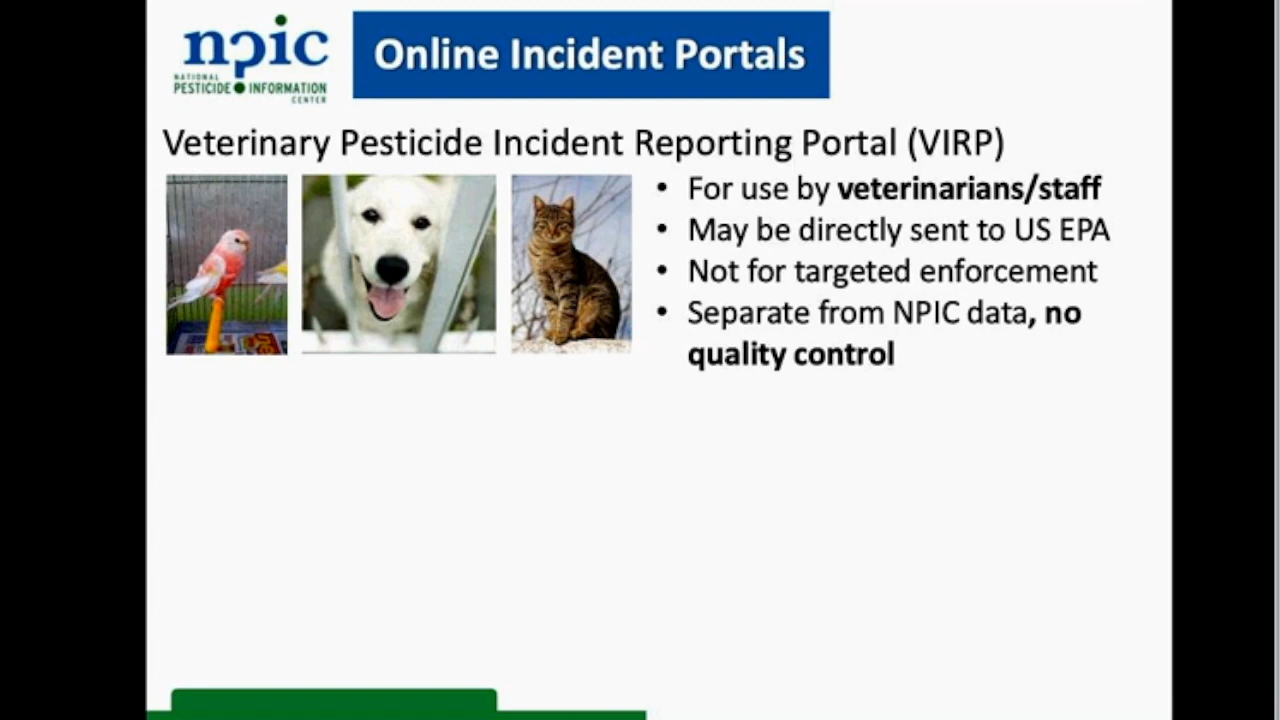 npic
NATIONAL
PESTICIDE INFORMATION
CENTER
Online Incident Portals
Veterinary Pesticide Incident Reporting Portal (VIRP)
• For use by veterinarians/staff
• May be directly sent to US EPA
• Not for targeted enforcement
• Separate from NPIC data, no
quality control